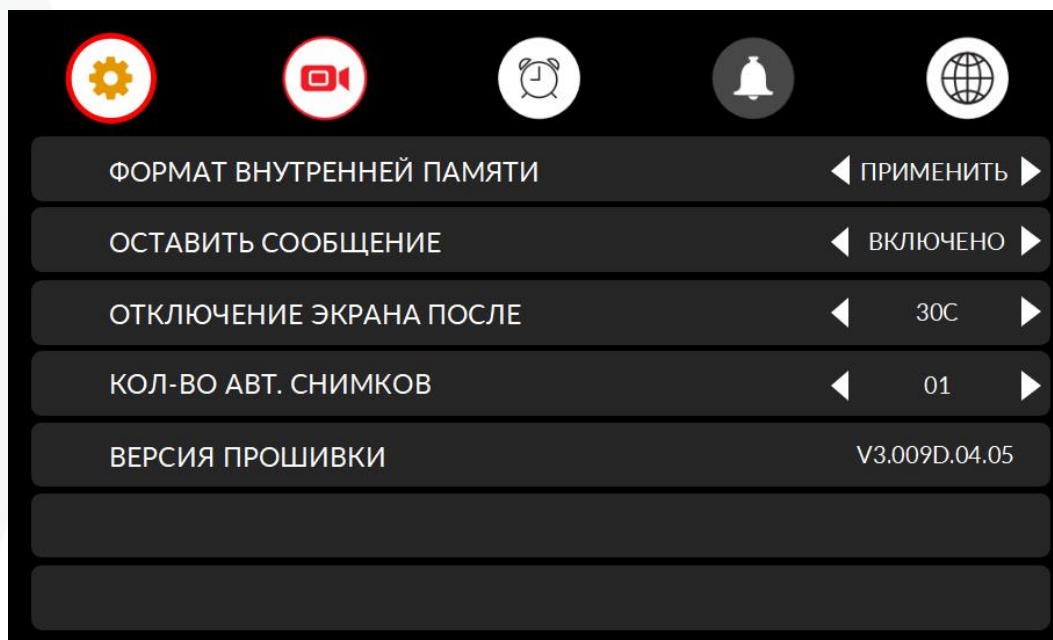 ФОРМАТ ВНУТРЕННЕЙ ПАМЯТИ ПРИМЕНИТЬ
ОСТАВИТЬ СООБЩЕНИЕ ВКЛЮЧЕНО
ОТКЛЮЧЕНИЕ ЭКРАНА ПОСЛЕ 30С
КОЛ-ВО АВТ. СНИМКОВ 01
ВЕРСИЯ ПРОШИВКИ V3.009D.04.05